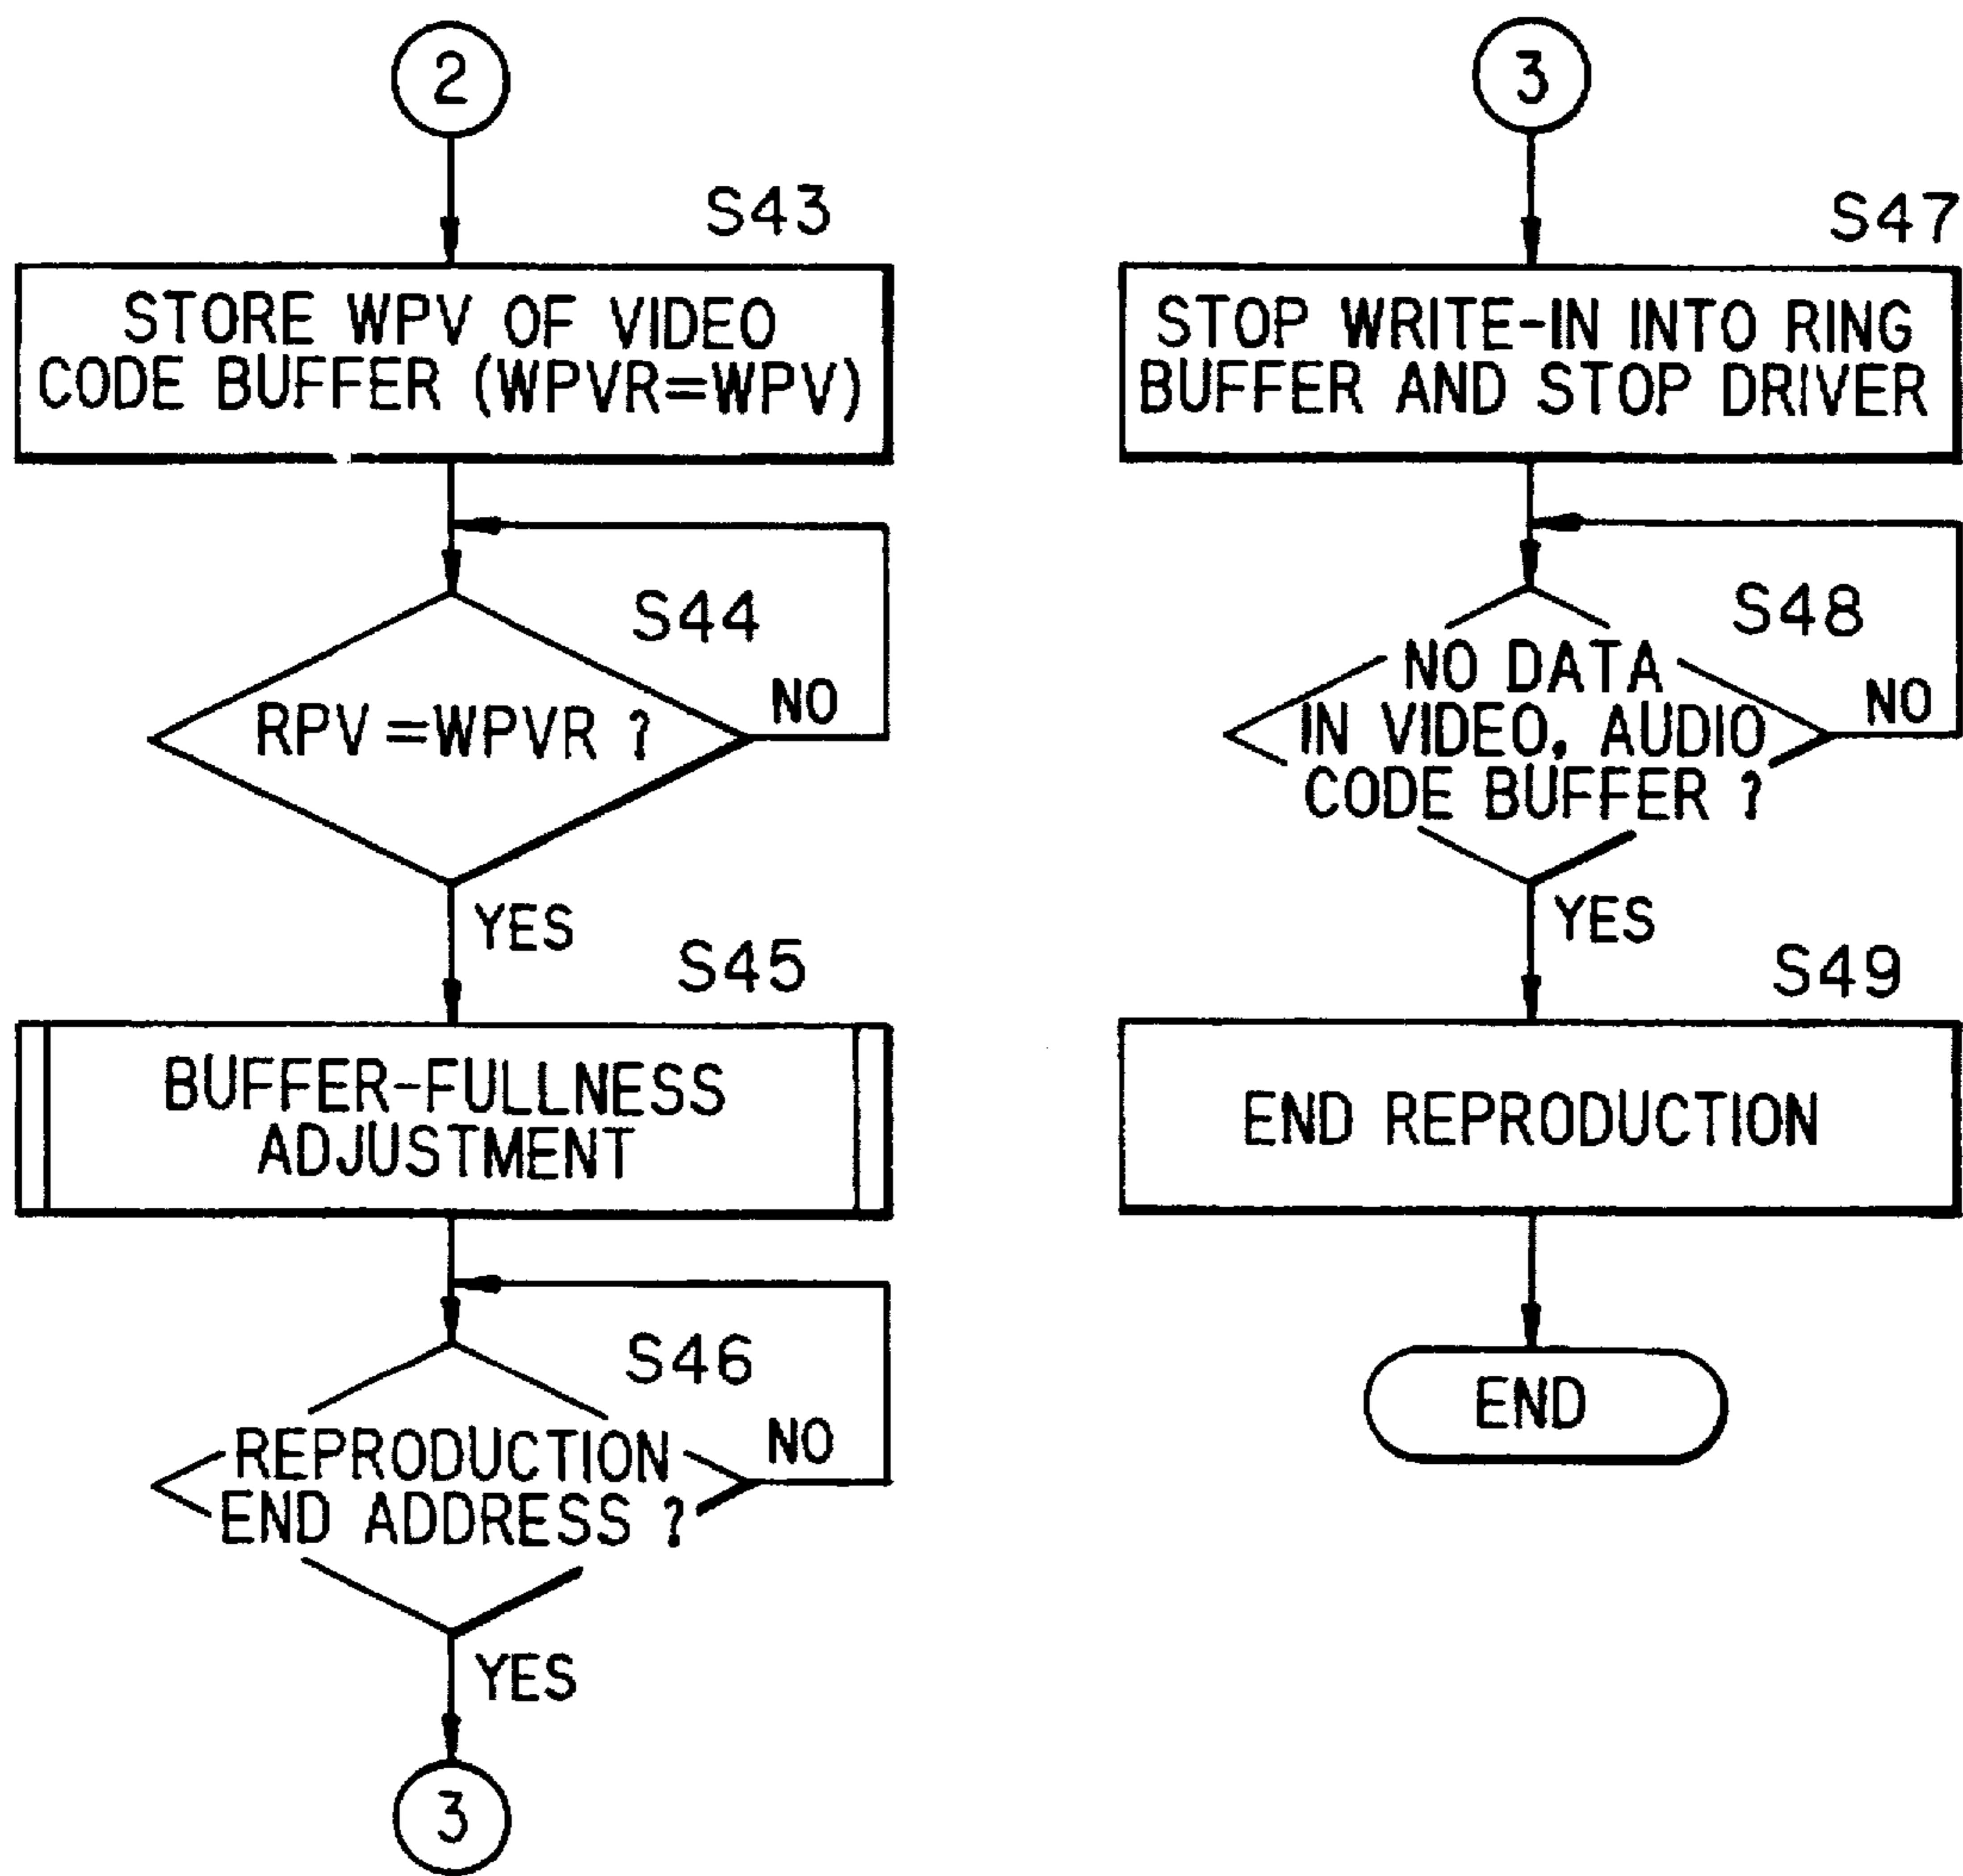 2
S43
STORE WPV OF VIDEO
CODE BUFFER (WPVR=WPV)
S44
RPV=WPVR ?
NO
YES
S45
BUFFER-FULLNESS
ADJUSTMENT
S46
REPRODUCTION
END ADDRESS ?
NO
YES
3
3
S47
STOP WRITE-IN INTO RING
BUFFER AND STOP DRIVER
S48
NO DATA
IN VIDEO, AUDIO
CODE BUFFER ?
NO
YES
S49
END REPRODUCTION
END